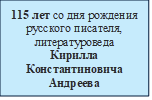 115 лет со дня рождения
русского писателя,
литературоведа
Кирилла
Константиновича
Андреева